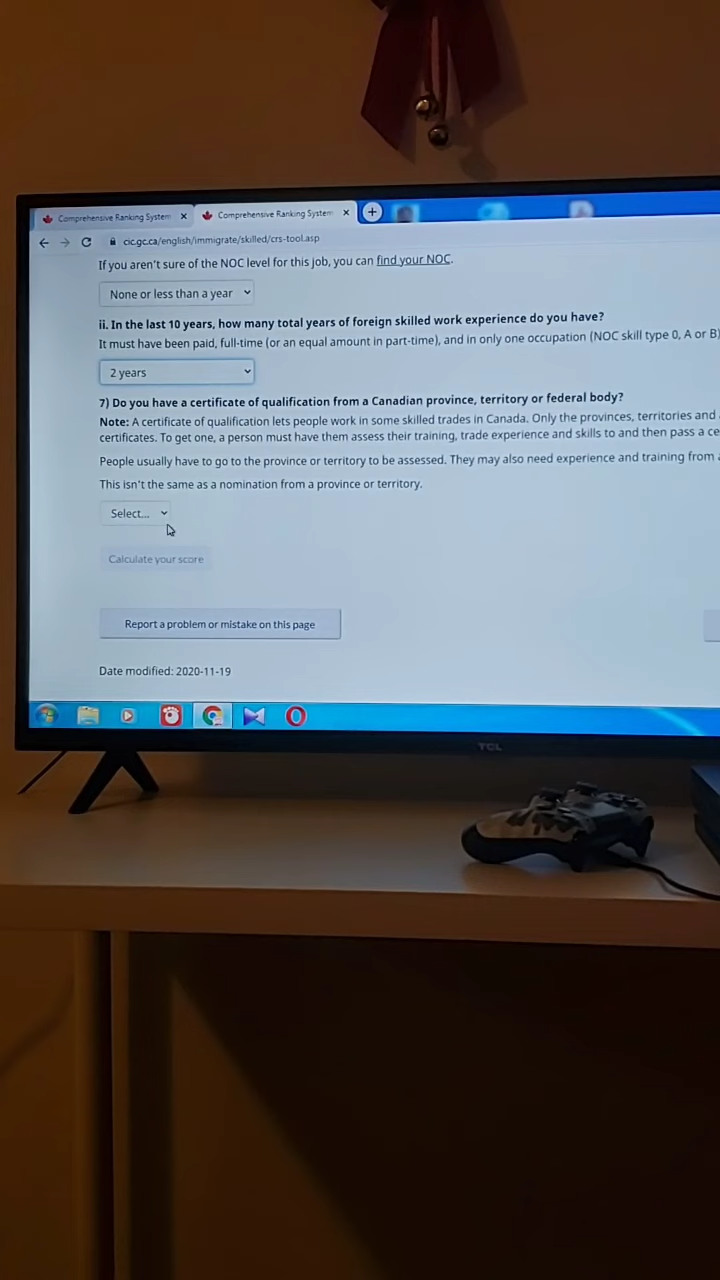 Comprehensive Ranking System
Comprehensive Ranking System
cic.gc.ca/english/immigrate/skilled/crs-tool.asp
If you aren't sure of the NOC level for this job, you can find your NOC.
None or less than a year
ii. In the last 10 years, how many total years of foreign skilled work experience do you have?
It must have been paid, full-time (or an equal amount in part-time), and in only one occupation (NOC skill type 0, A or B)
2 years
7) Do you have a certificate of qualification from a Canadian province, territory or federal body?
Note: A certificate of qualification lets people work in some skilled trades in Canada. Only the provinces, territories and
certificates. To get one, a person must have them assess their training, trade experience and skills to and then pass a ce
People usually have to go to the province or territory to be assessed. They may also need experience and training from
This isn't the same as a nomination from a province or territory.
Select...
Calculate your score
Report a problem or mistake on this page
Date modified: 2020-11-19
TCL